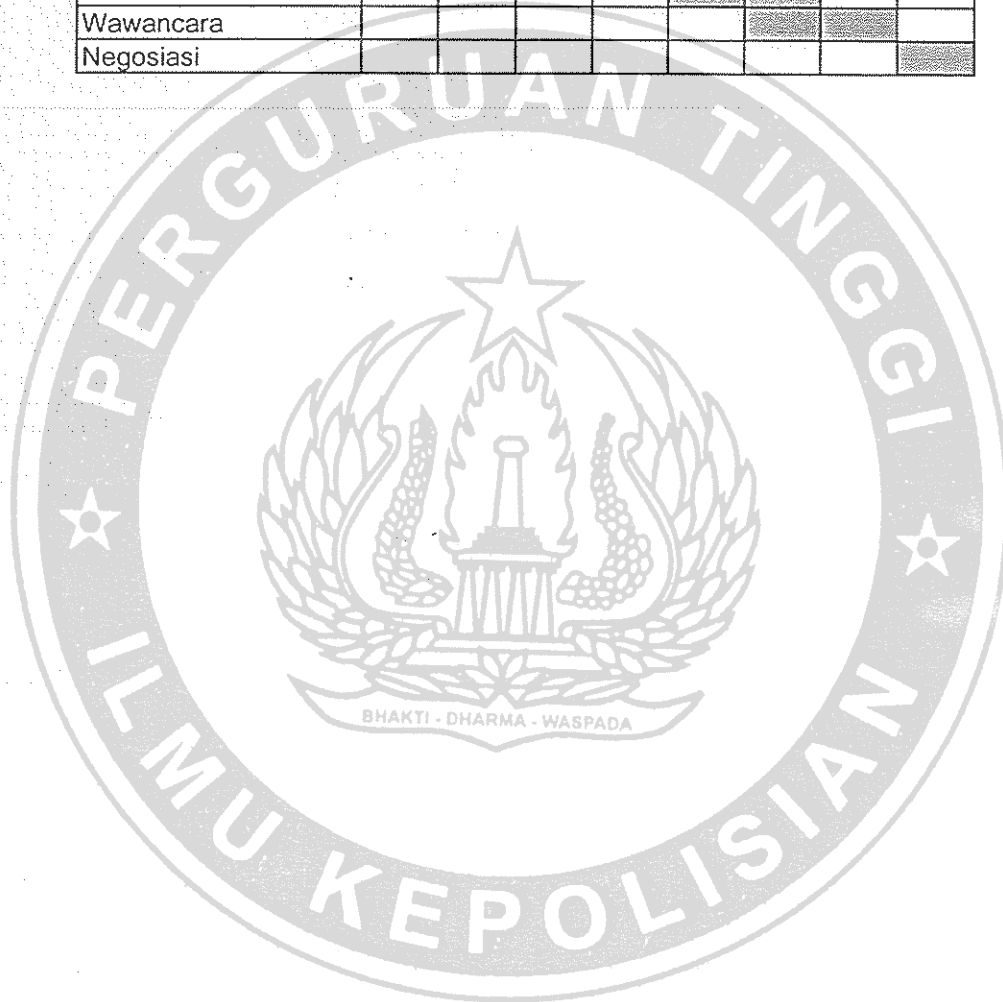 Wawancara
Negosiasi
PERGURUAN TINGGI
BHAKTI - DHARMA - WASPADA
ILMU KEPOLISIAN